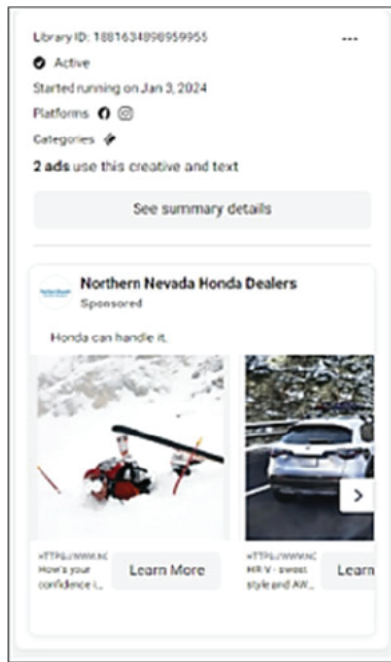 Library ID: 1881634898959955
Active
Started running on Jan 3, 2024
Platforms
Categories
2 ads use this creative and text
See summary details
Northern Nevada Honda Dealers
Sponsored
Honda can handle it.
HTTPS://WWW.NC
How's your
confidence i...
Learn More
HTTPS://WWW.NC
HR-V - sweet
style and AW...
Learn